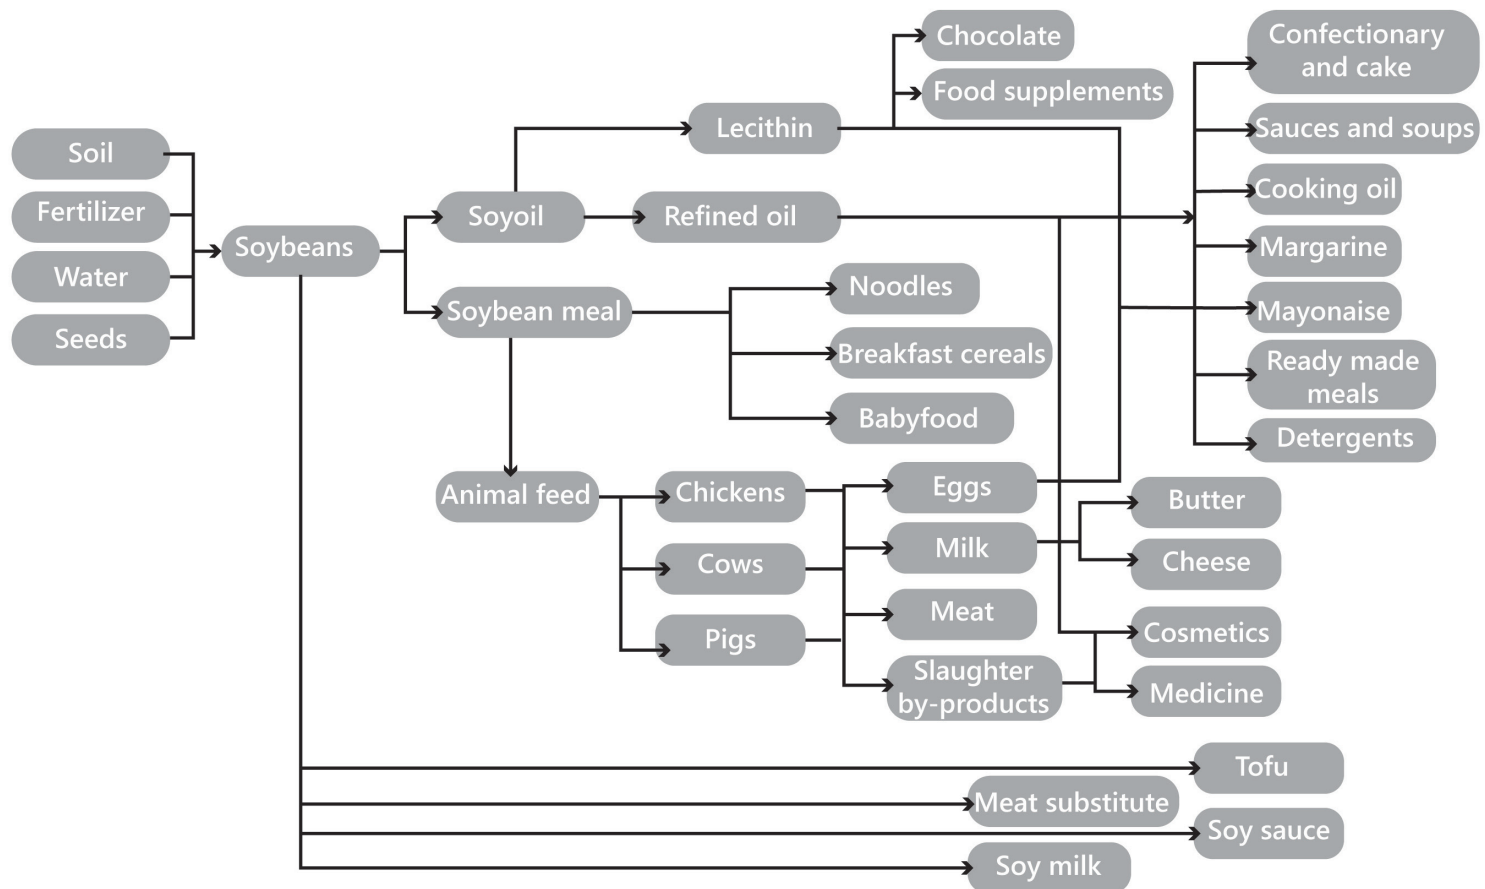 Soil
Fertilizer
Water
Seeds
Soybeans
Soyoil
Soybean meal
Lecithin
Refined oil
Chocolate
Food supplements
Noodles
Breakfast cereals
Babyfood
Animal feed
Chickens
Cows
Pigs
Eggs
Milk
Meat
Slaughter
by-products
Confectionary
and cake
Sauces and soups
Cooking oil
Margarine
Mayonaise
Ready made
meals
Detergents
Butter
Cheese
Cosmetics
Medicine
Tofu
Meat substitute
Soy sauce
Soy milk